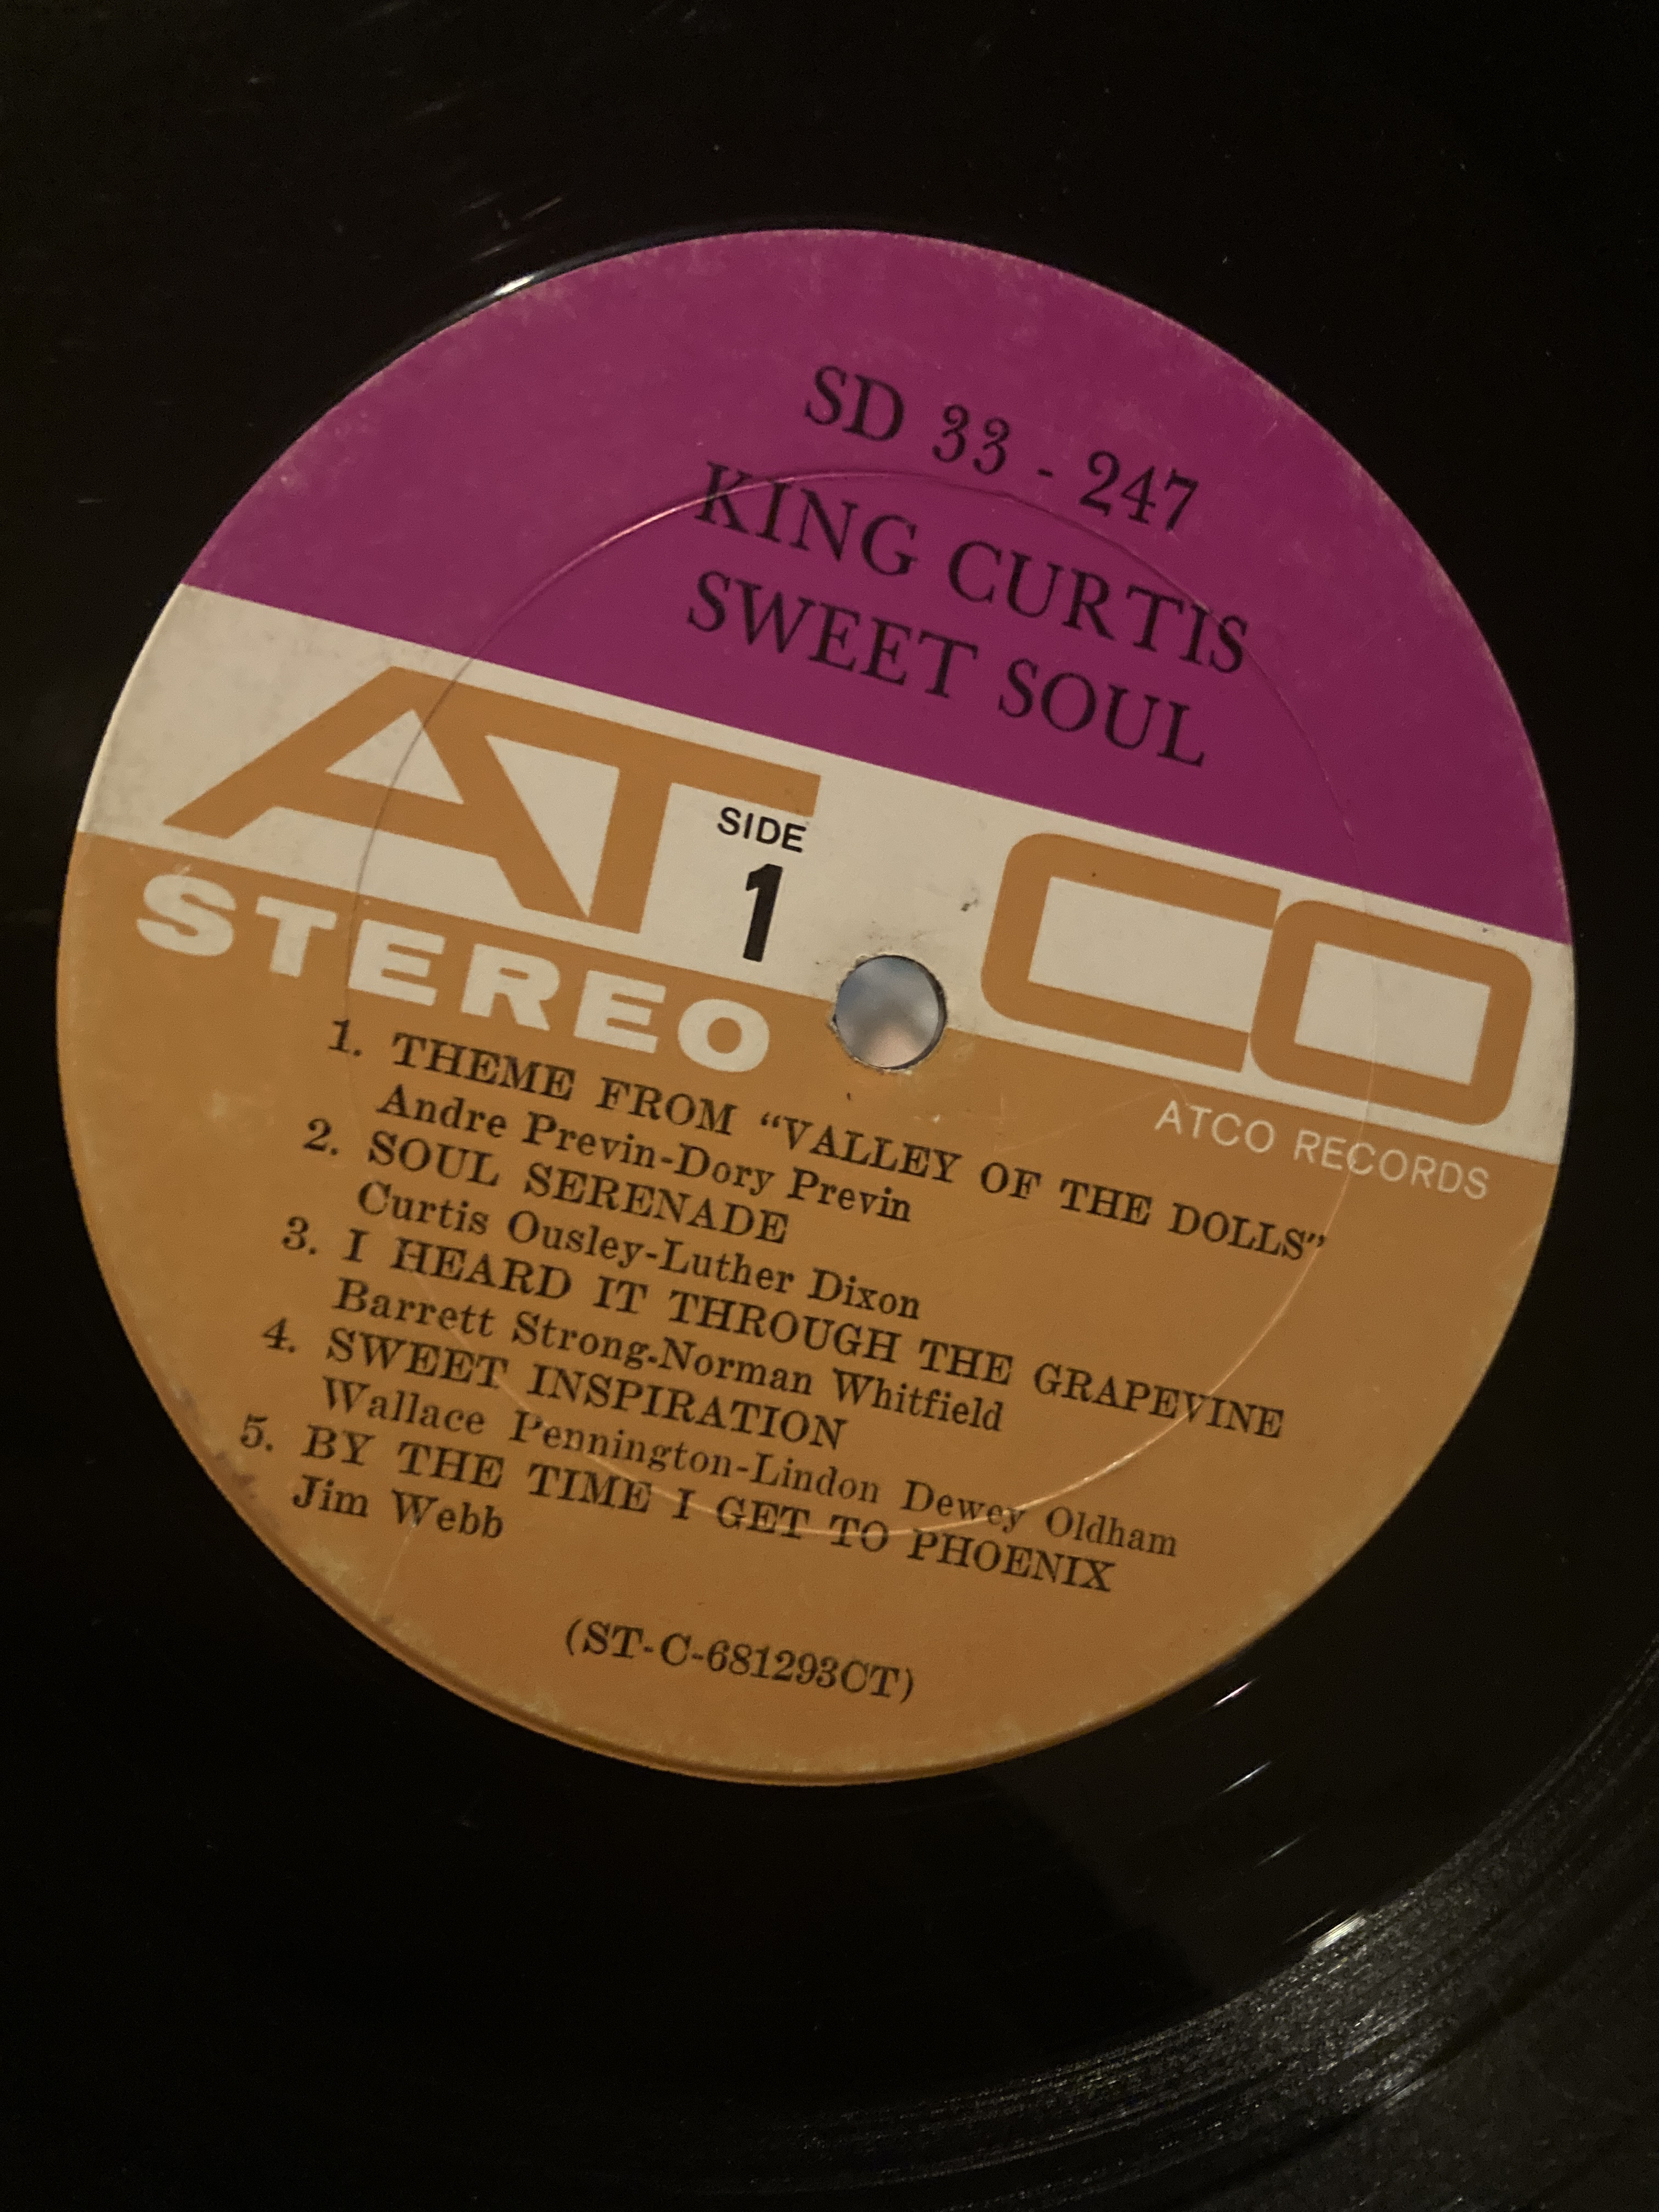 SD 33 - 247
KING CURTIS
SWEET SOUL
ATCO
SIDE
1
STEREO
ATCO RECORDS
1. THEME FROM “VALLEY OF THE DOLLS”
Andre Previn-Dory Previn
2. SOUL SERENADE
Curtis Ousley-Luther Dixon
3. I HEARD IT THROUGH THE GRAPEVINE
Barrett Strong-Norman Whitfield
4. SWEET INSPIRATION
Wallace Pennington-Lindon Dewey Oldham
5. BY THE TIME I GET TO PHOENIX
Jim Webb
(ST-C-681293CT)